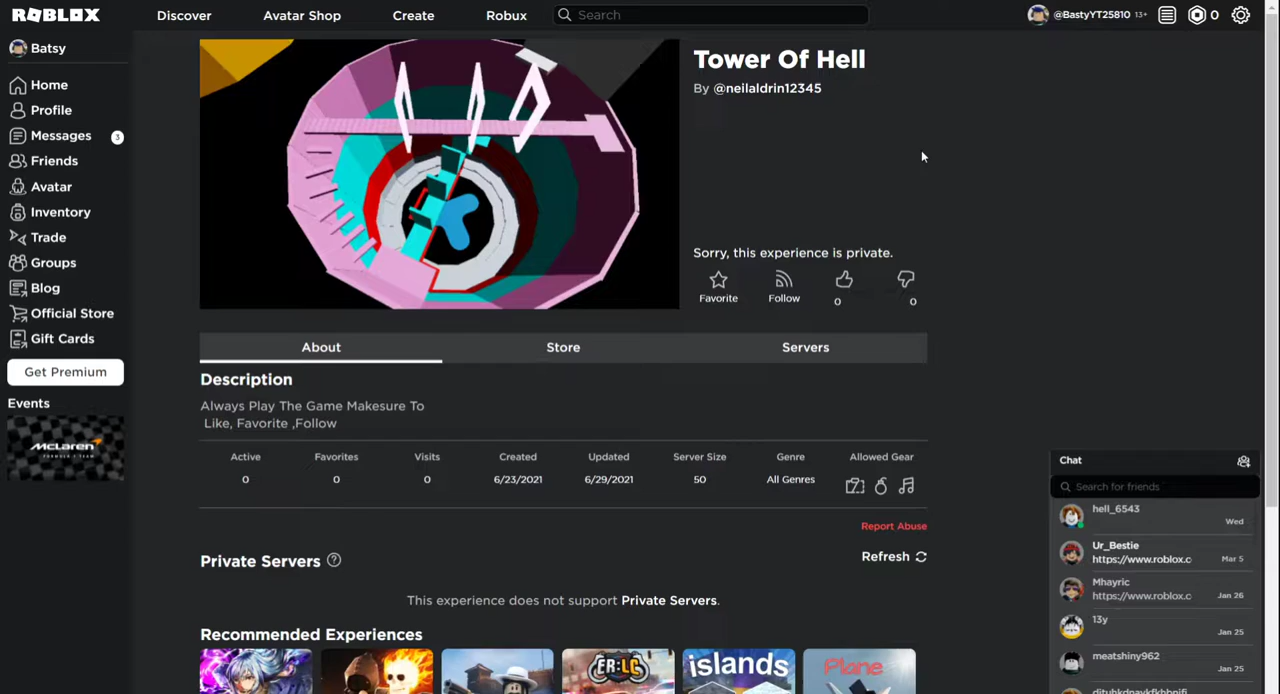 ROBLOX Discover Avatar Shop Create Robux Search @BastyYT25810 13+ 0
Batsy
Home
Profile
Messages 3
Friends
Avatar
Inventory
Trade
Groups
Blog
Official Store
Gift Cards
Get Premium
Events
McLaren
FORMULA 1 TEAM
Tower Of Hell
By @neilaldrin12345
Sorry, this experience is private.
Favorite Follow 0 0
About Store Servers
Description
Always Play The Game Makesure To
Like, Favorite ,Follow
Active Favorites Visits Created Updated Server Size Genre Allowed Gear
0 0 0 6/23/2021 6/29/2021 50 All Genres
Report Abuse
Private Servers ? Refresh
This experience does not support Private Servers.
Recommended Experiences
ER:LC islands Plane
Chat
Search for friends
hell_6543
Wed
Ur_Bestie
https://www.roblox.c Mar 5
Mhayric
https://www.roblox.c Jan 26
13y
Jan 25
meatshiny962
Jan 25